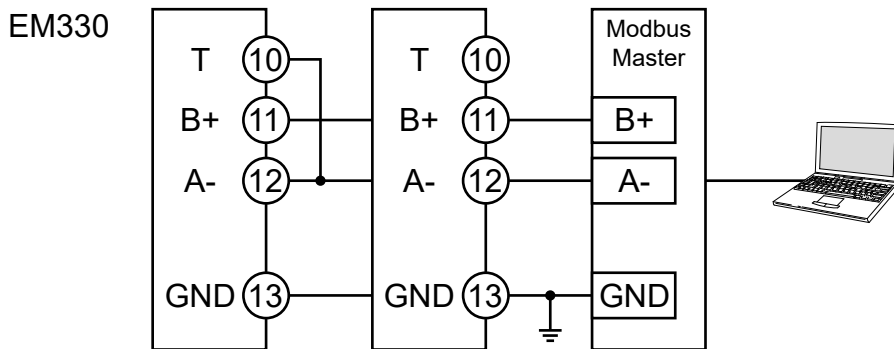 EM330
T 10 T 10 Modbus
Master
B+ 11 B+ 11 B+
A- 12 A- 12 A-
GND 13 GND 13 GND